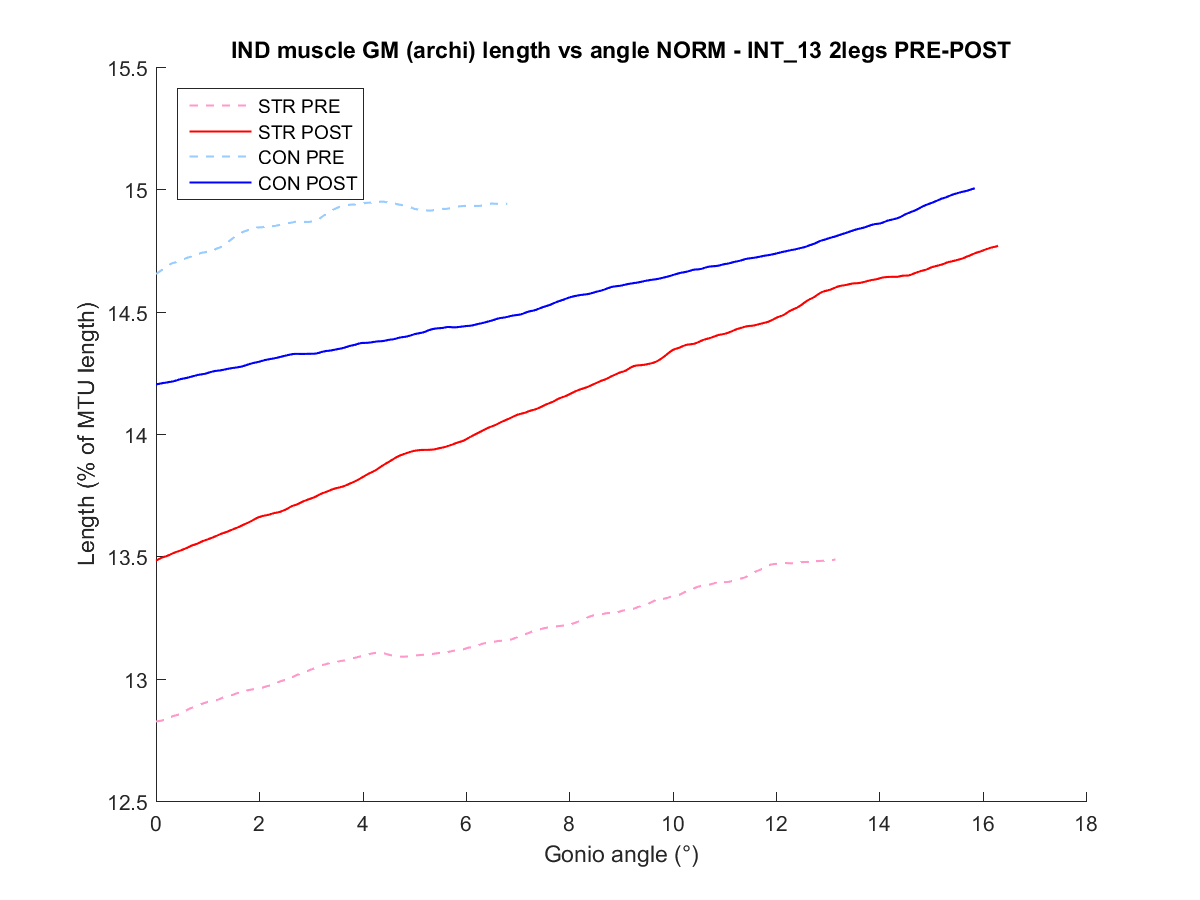 IND muscle GM (archi) length vs angle NORM - INT_13 2legs PRE-POST
15.5
15
14.5
14
13.5
13
12.5
Length (% of MTU length)
STR PRE
STR POST
CON PRE
CON POST
0 2 4 6 8 10 12 14 16 18
Gonio angle (°)